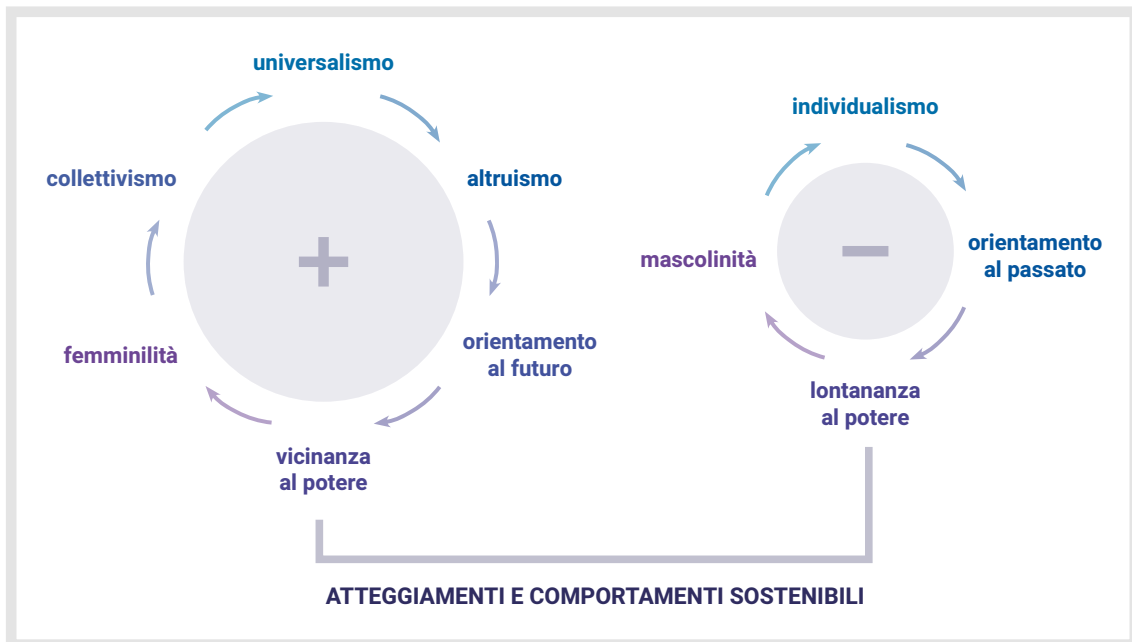 universalismo
altruismo
orientamento
al futuro
vicinanza
al potere
femminilità
collettivismo
+
individualismo
orientamento
al passato
lontananza
al potere
mascolinità
−
ATTEGGIAMENTI E COMPORTAMENTI SOSTENIBILI